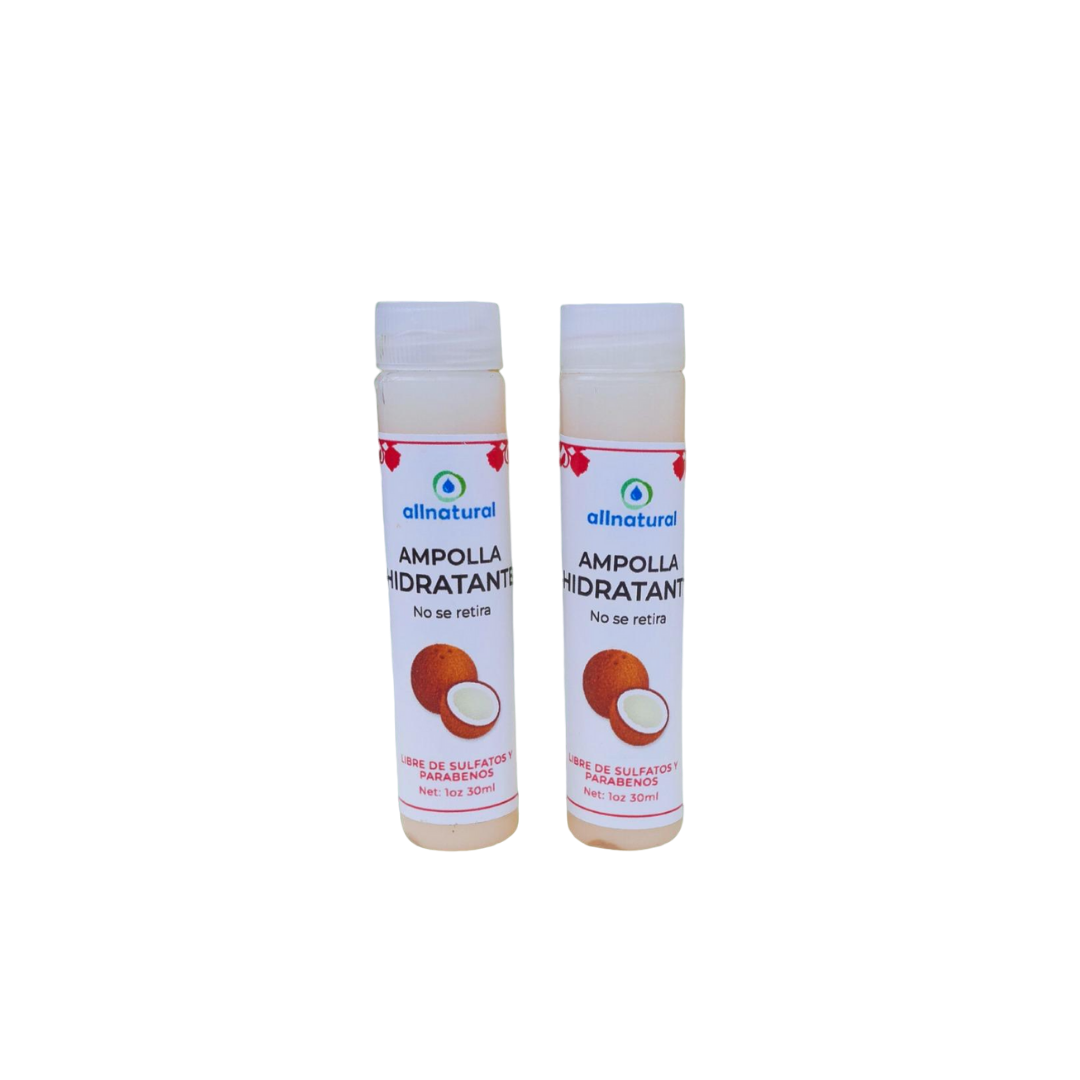 allnatural
AMPOLLA
HIDRATANTE
No se retira
LIBRE DE SULFATOS Y
PARABENOS
Net: 1oz 30ml
allnatural
AMPOLLA
HIDRATANT
No se retira
LIBRE DE SULFATOS Y
PARABENOS
Net: 1oz 30ml